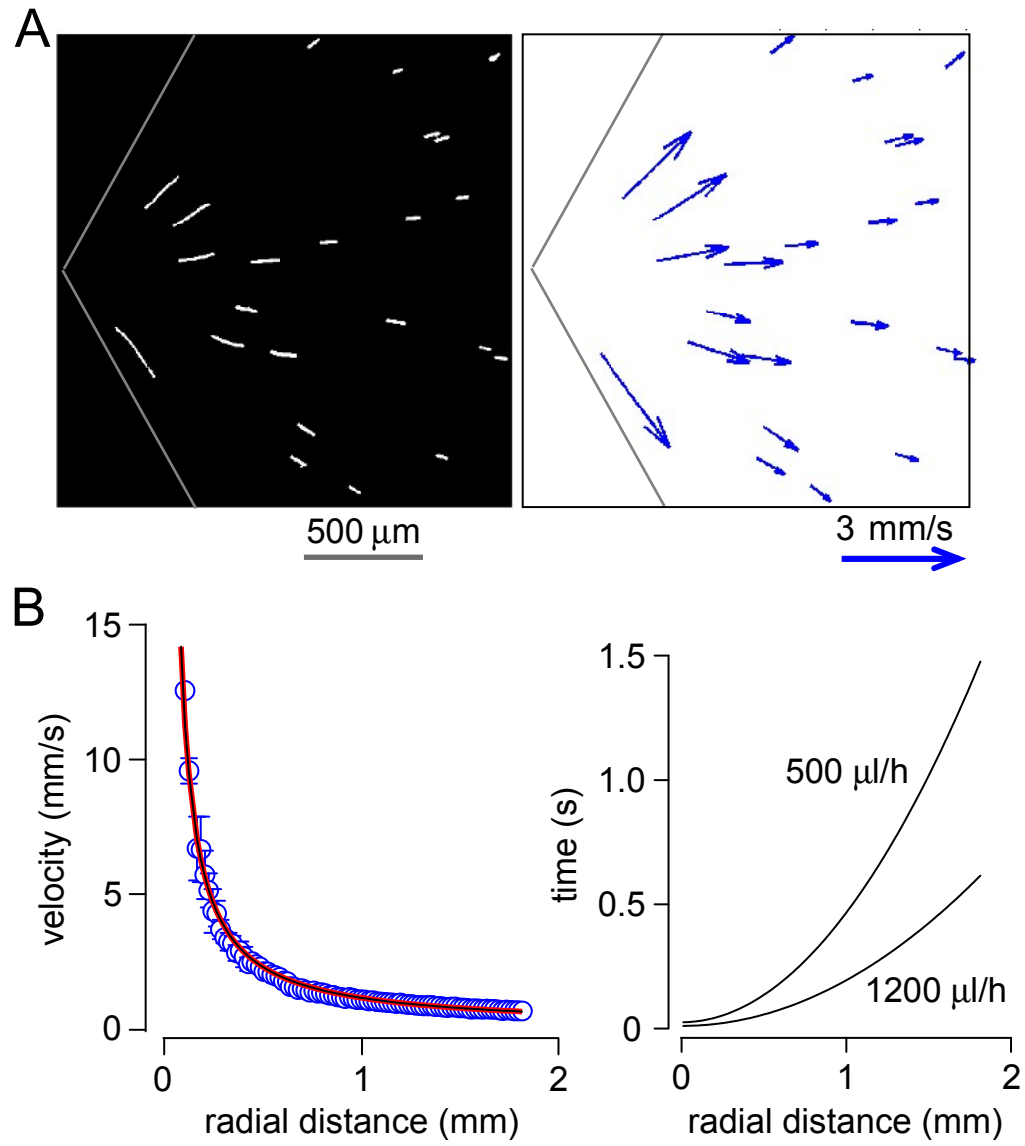 A
500 μm
3 mm/s
B
15
10
5
0
velocity (mm/s)
0
1
2
radial distance (mm)
1.5
1.0
0.5
0
time (s)
500 μl/h
1200 μl/h
0
1
2
radial distance (mm)